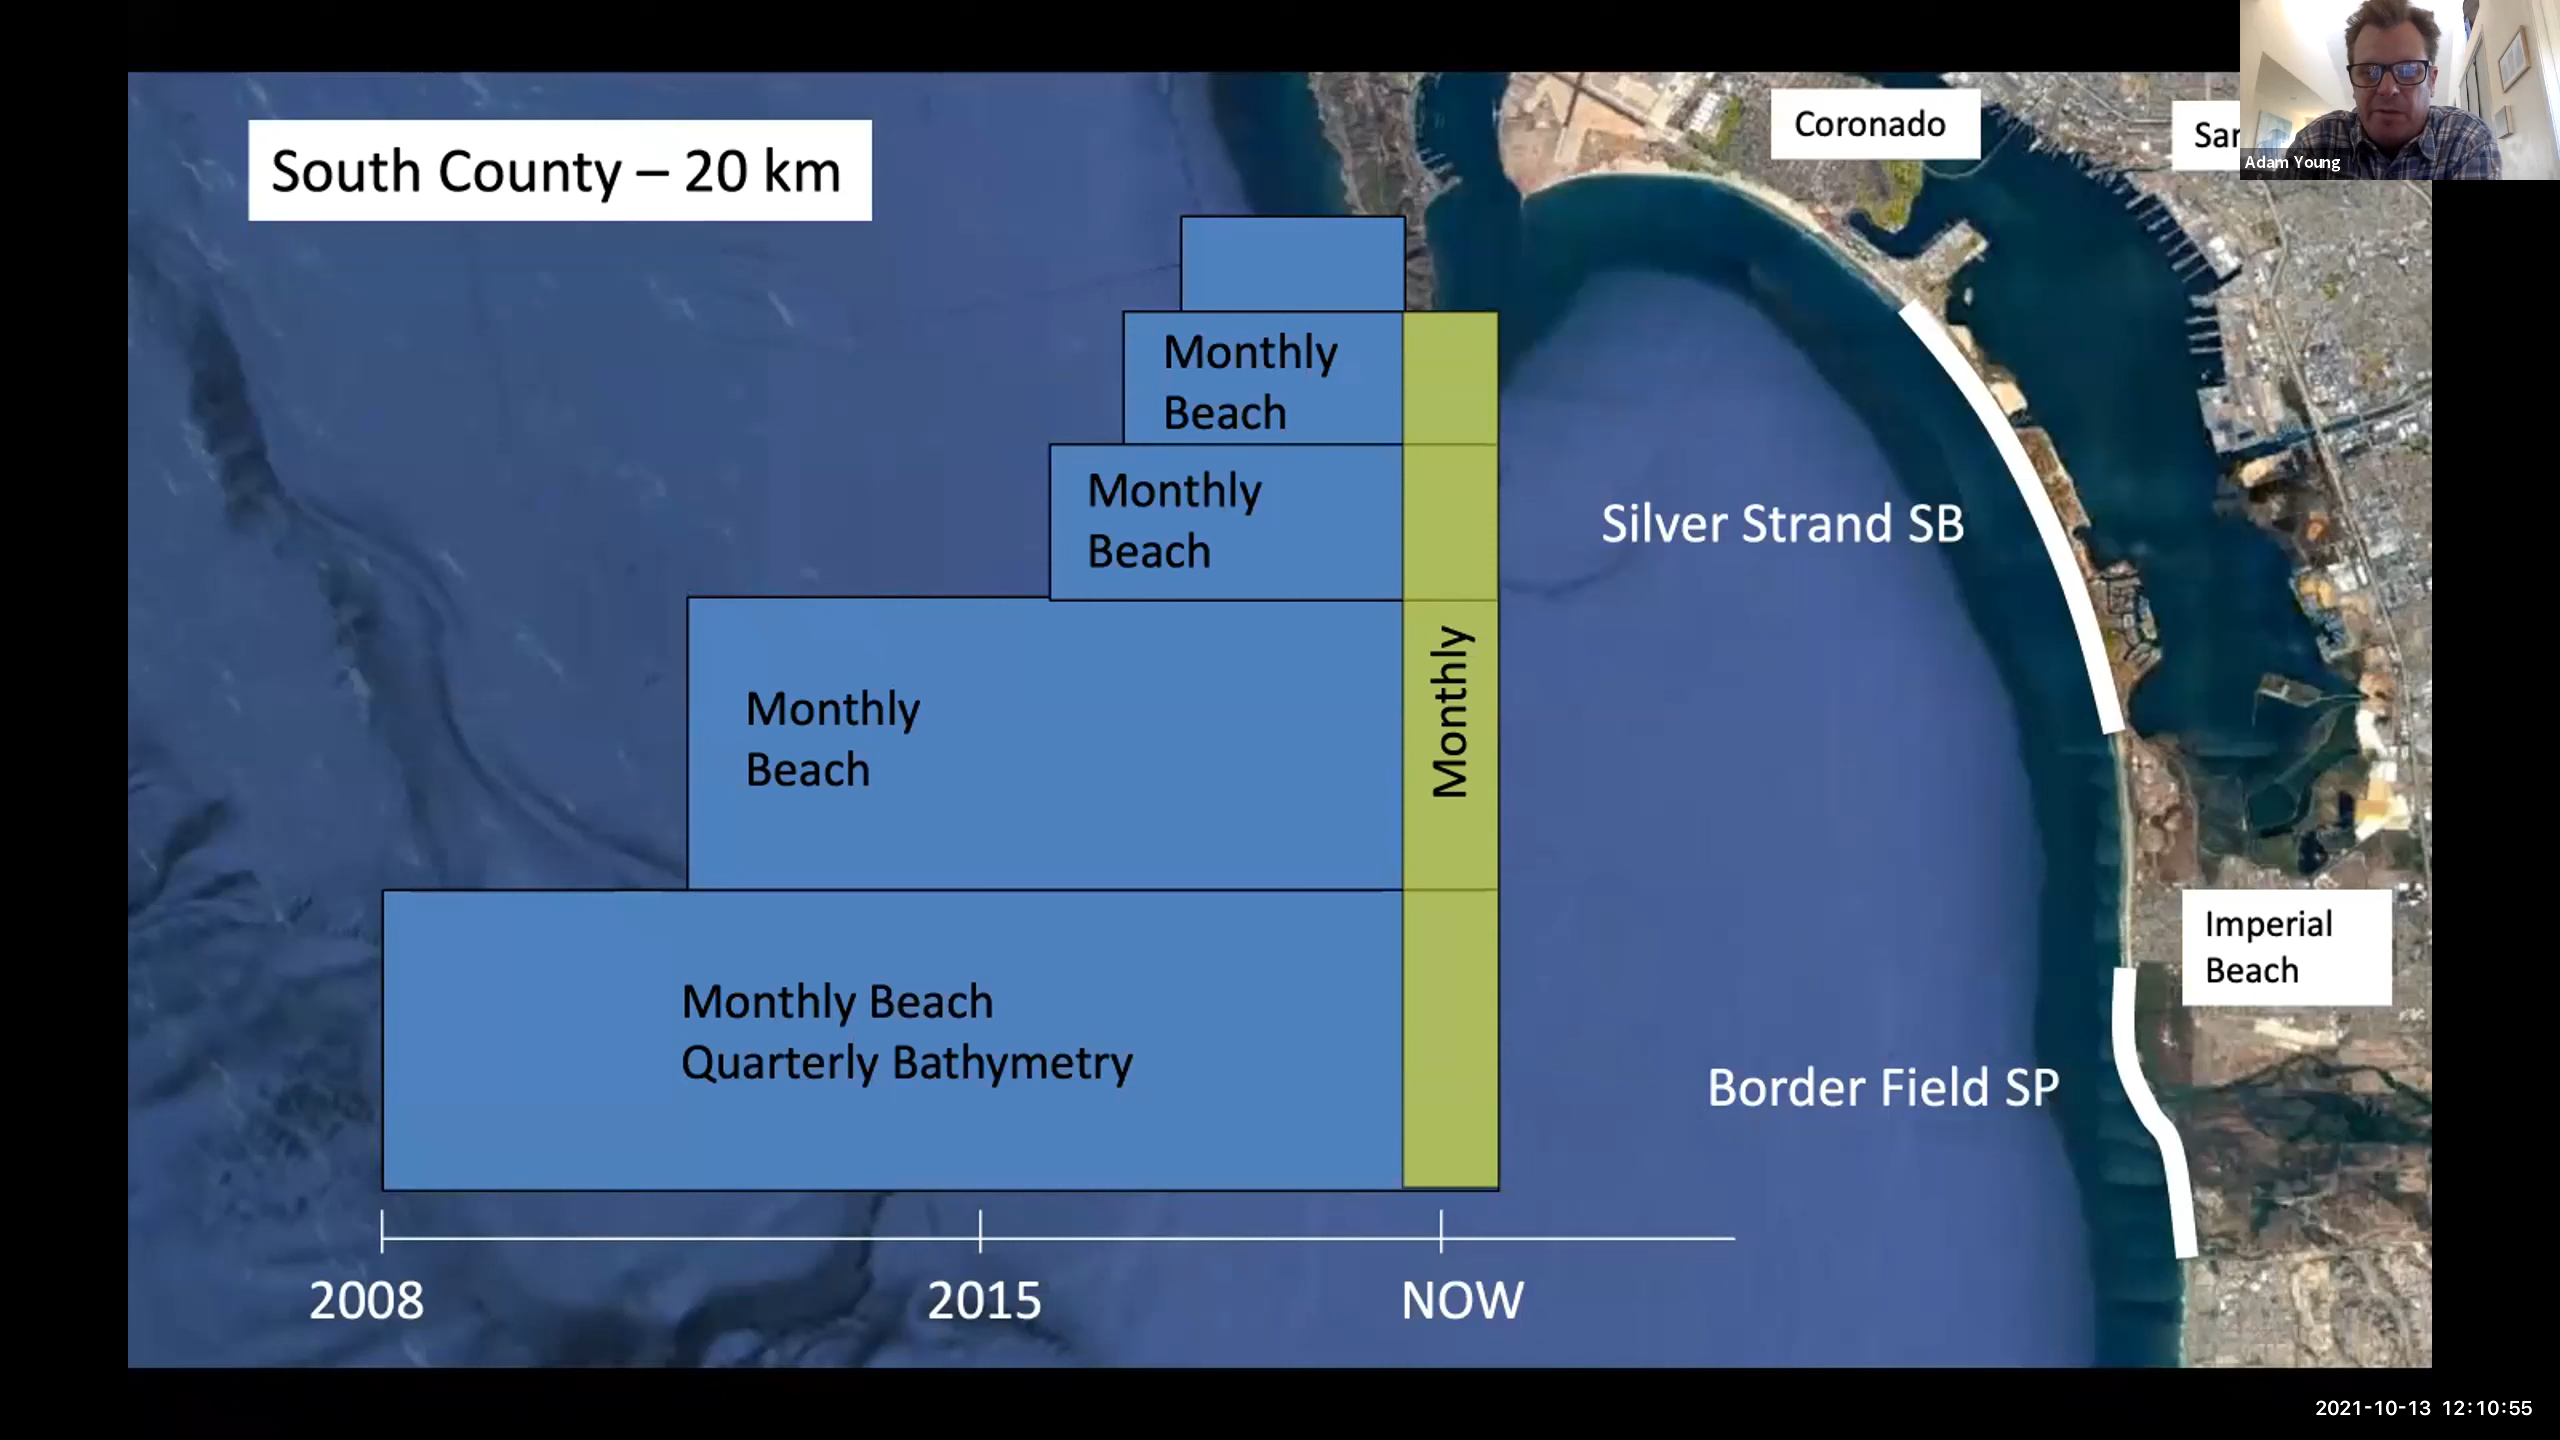 South County – 20 km
Coronado
Adam Young
Monthly
Beach
Monthly
Beach
Silver Strand SB
Monthly
Beach
Monthly
Imperial
Beach
Monthly Beach
Quarterly Bathymetry
Border Field SP
2008
2015
NOW
2021-10-13 12:10:55